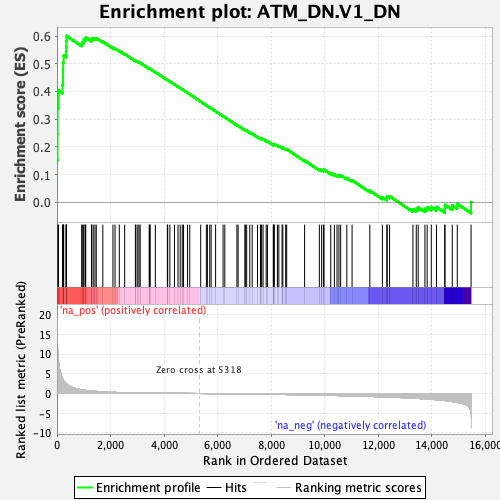 Enrichment plot: ATM_DN.V1_DN
Enrichment score (ES)
0.6
0.5
0.4
0.3
0.2
0.1
0.0
'na_pos' (positively correlated)
Ranked list metric (PreRanked)
20
15
10
5
0
-5
-10
Zero cross at 5318
'na_neg' (negatively correlated)
0 2,000 4,000 6,000 8,000 10,000 12,000 14,000 16,000
Rank in Ordered Dataset
Enrichment profile Hits Ranking metric scores